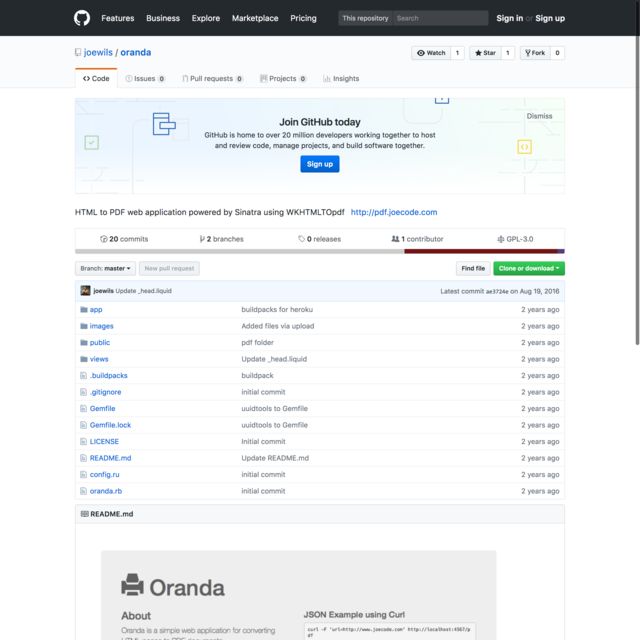 Features Business Explore Marketplace Pricing This repository Search Sign in or Sign up
joewils / oranda Watch 1 Star 1 Fork 0
Code Issues 0 Pull requests 0 Projects 0 Insights
Join GitHub today
Dismiss
GitHub is home to over 20 million developers working together to host
and review code, manage projects, and build software together.
Sign up
HTML to PDF web application powered by Sinatra using WKHTMLTOpdf http://pdf.joecode.com
20 commits 2 branches 0 releases 1 contributor GPL-3.0
Branch: master New pull request Find file Clone or download
joewils Update _head.liquid Latest commit ae3724e on Aug 19, 2016
app buildpacks for heroku 2 years ago
images Added files via upload 2 years ago
public pdf folder 2 years ago
views Update _head.liquid 2 years ago
.buildpacks buildpack 2 years ago
.gitignore initial commit 2 years ago
Gemfile uuidtools to Gemfile 2 years ago
Gemfile.lock uuidtools to Gemfile 2 years ago
LICENSE Initial commit 2 years ago
README.md Update README.md 2 years ago
config.ru initial commit 2 years ago
oranda.rb initial commit 2 years ago
README.md
Oranda
About
Oranda is a simple web application for converting
JSON Example using Curl
curl -F 'url=http://www.joecode.com' http://localhost:4567/p
df